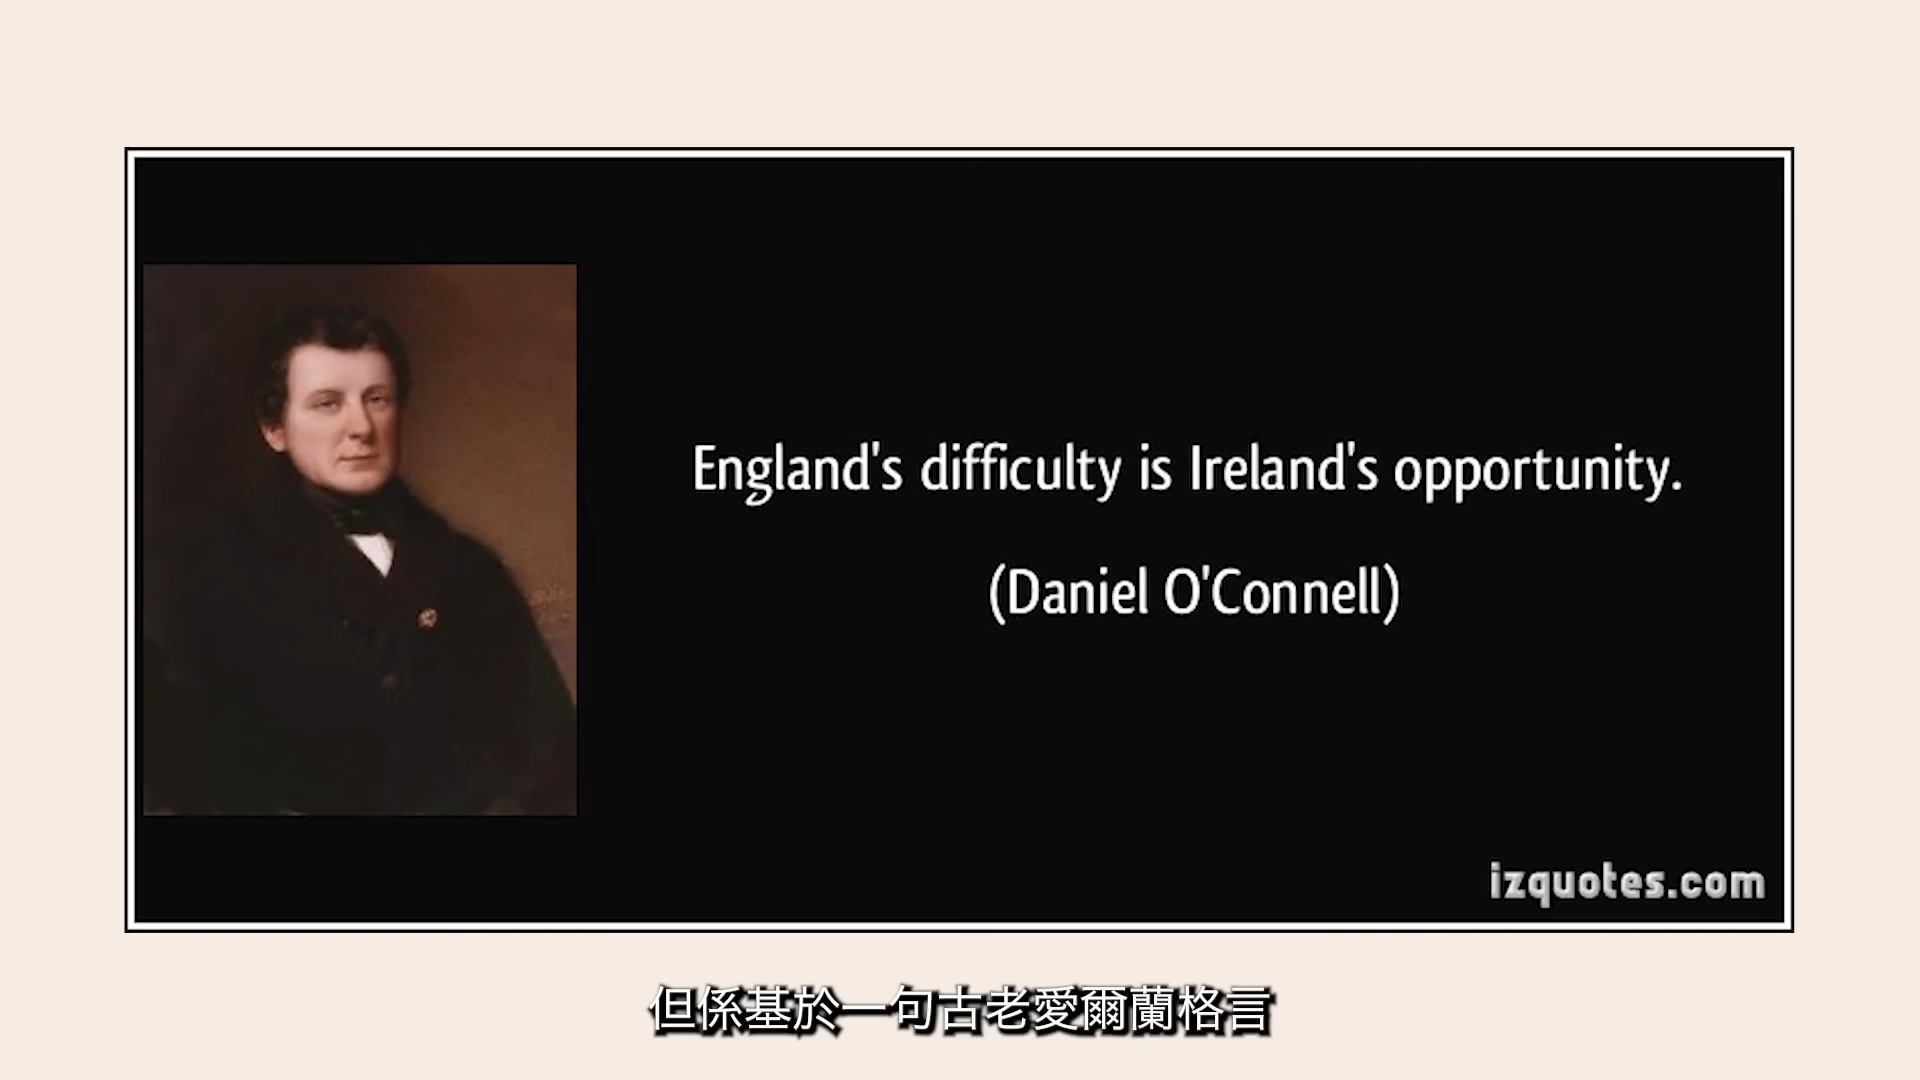 England's difficulty is Ireland's opportunity.
(Daniel O'Connell)
izquotes.com
但係基於一句古老愛爾蘭格言